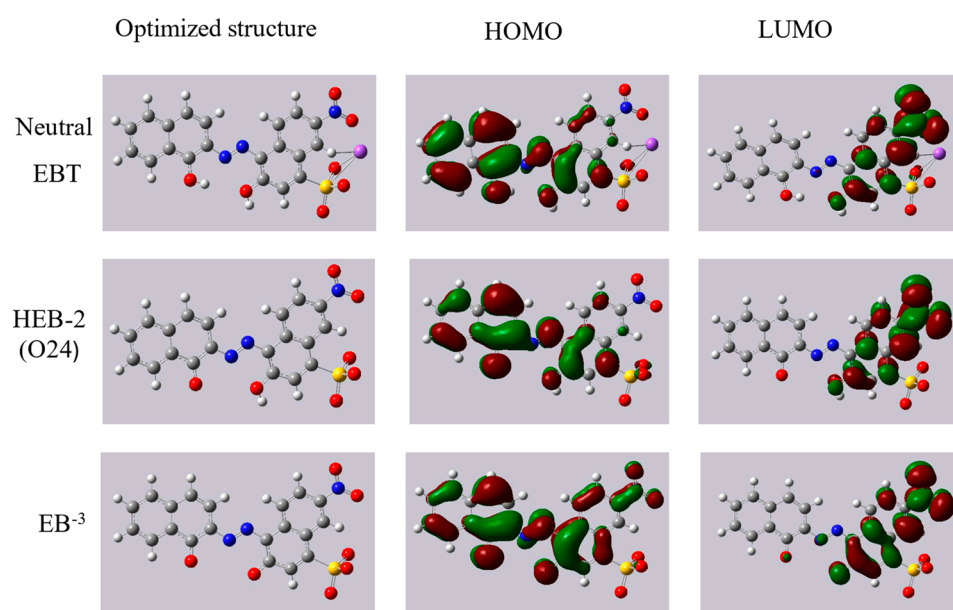 Optimized structure
HOMO
LUMO
Neutral
EBT
HEB-2
(O24)
EB-3